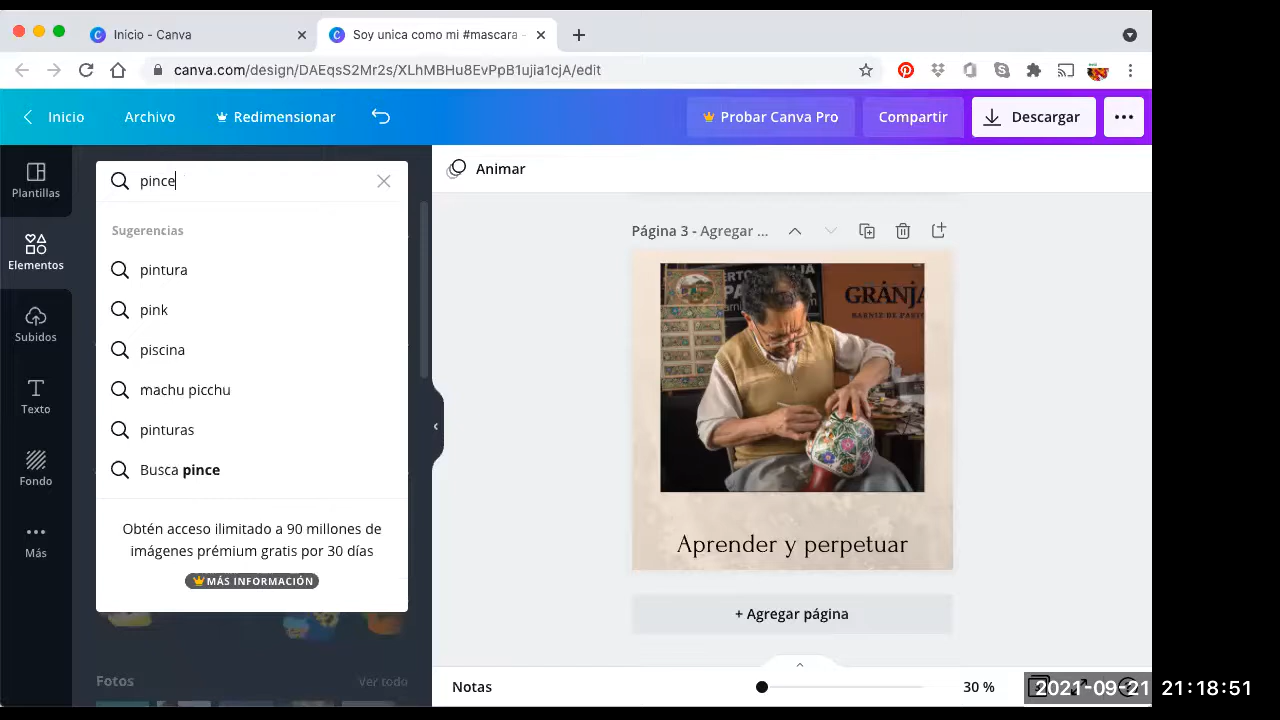 Inicio - Canva
Soy unica como mi #mascara -
canva.com/design/DAEqsS2Mr2s/XLhMBHu8EvPpB1ujia1cjA/edit
Inicio
Archivo
Redimensionar
Probar Canva Pro
Compartir
Descargar
Plantillas
Elementos
Subidos
Texto
Fondo
Más
pince
Sugerencias
pintura
pink
piscina
machu picchu
pinturas
Busca pince
Obtén acceso ilimitado a 90 millones de
imágenes prémium gratis por 30 días
MÁS INFORMACIÓN
Fotos
Ver todo
Animar
Página 3 - Agregar ...
GRANJA
BARNIZ DE PASTO
Aprender y perpetuar
+ Agregar página
Notas
30 %
2021-09-21 21:18:51